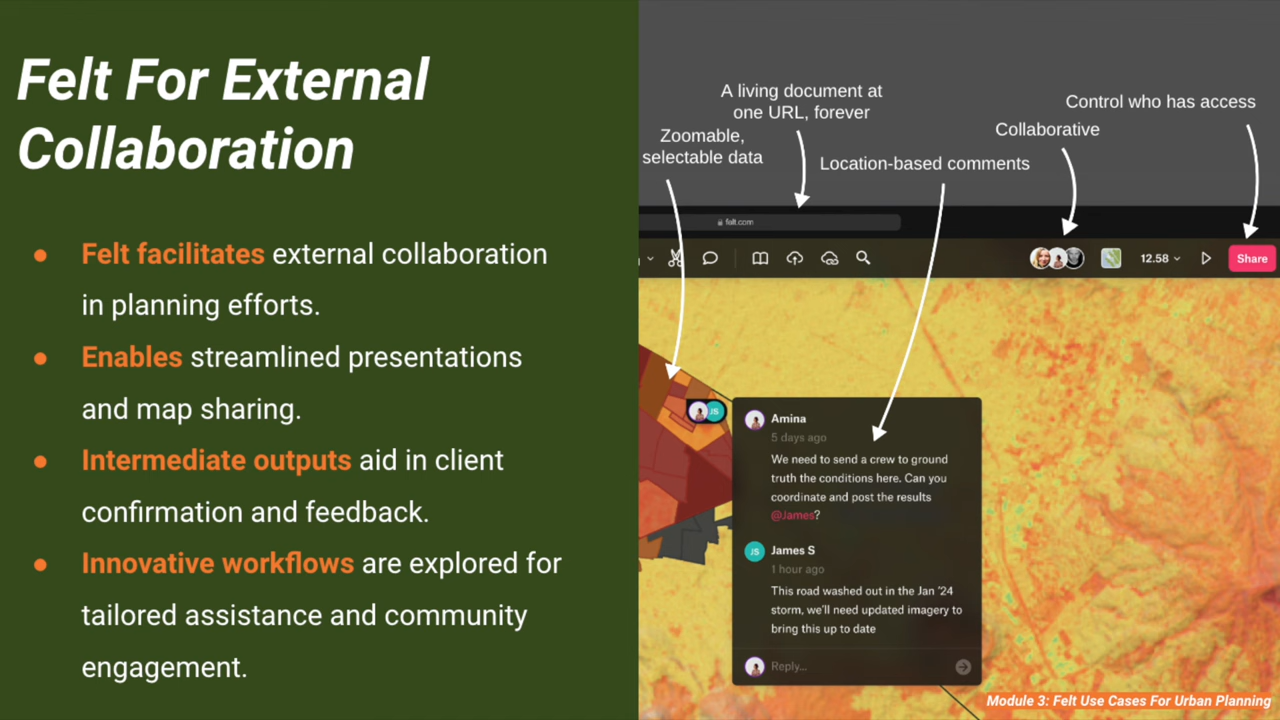 Felt For External
Collaboration
● Felt facilitates external collaboration
in planning efforts.
● Enables streamlined presentations
and map sharing.
● Intermediate outputs aid in client
confirmation and feedback.
● Innovative workflows are explored for
tailored assistance and community
engagement.
A living document at
one URL, forever
Control who has access
Collaborative
Zoomable,
selectable data
Location-based comments
felt.com
12.58
Share
JS
Amina
5 days ago
We need to send a crew to ground
truth the conditions here. Can you
coordinate and post the results
@James?
JS
James S
1 hour ago
This road washed out in the Jan '24
storm, we'll need updated imagery to
bring this up to date
Reply...
Module 3: Felt Use Cases For Urban Planning